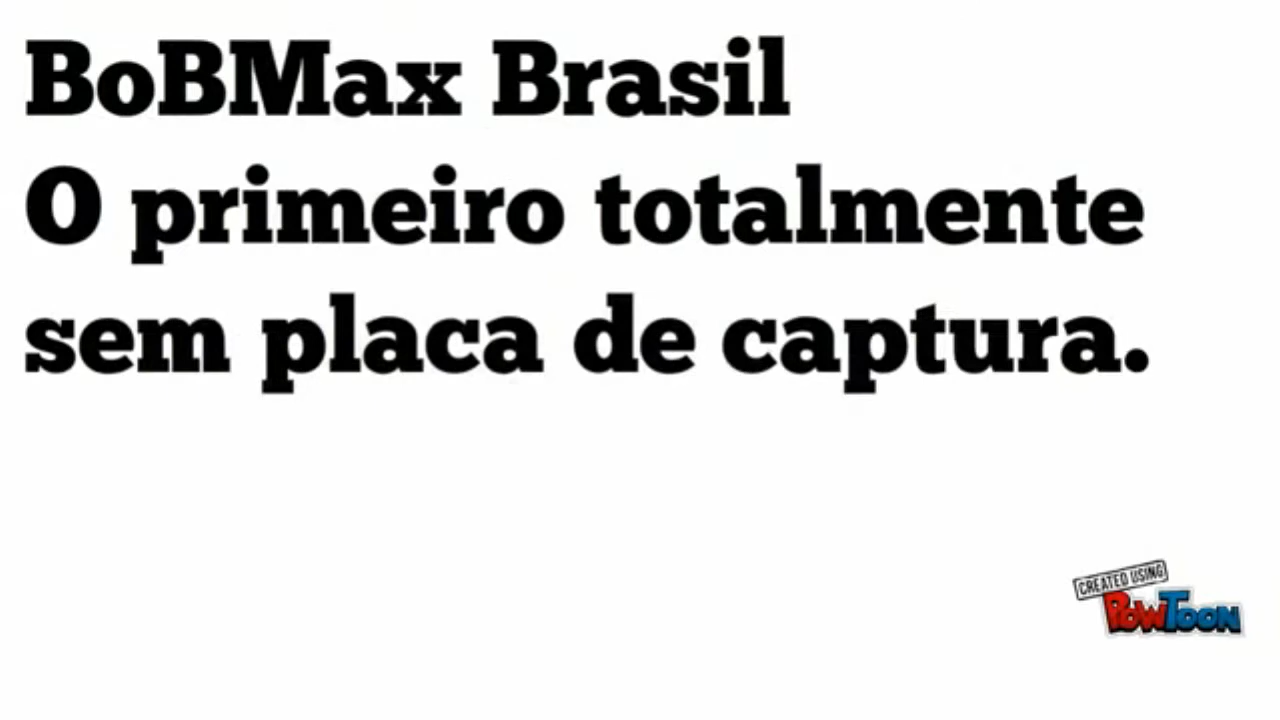 BoBMax Brasil
O primeiro totalmente
sem placa de captura.
CREATED USING
POWTOON